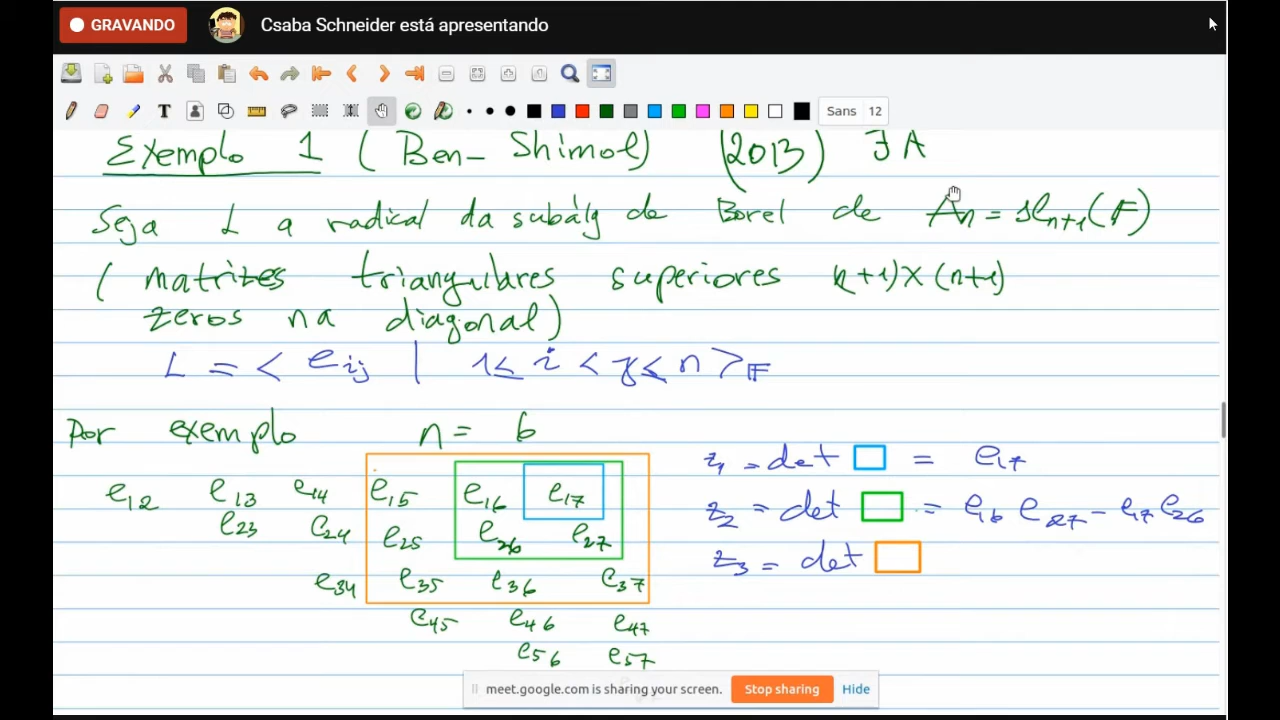 GRAVANDO
Csaba Schneider está apresentando
Sans 12
Exemplo 1 ( Ben- Shimol) (2013) JA
Seja L a radical da subálg de Borel de An = sl n+1 (F)
( matrizes triangulares superiores (n+1)×(n+1)
zeros na diagonal)
L = < e ij | 1≤ i < j ≤ n > F
Por exemplo n = 6
e12 e13 e14 e15 e16 e17
e23 e24 e25 e26 e27
e34 e35 e36 e37
e45 e46 e47
e56 e57
z1 = det □ = e17
z2 = det □ = e16 e27 - e17 e26
z3 = det □
meet.google.com is sharing your screen. Stop sharing Hide